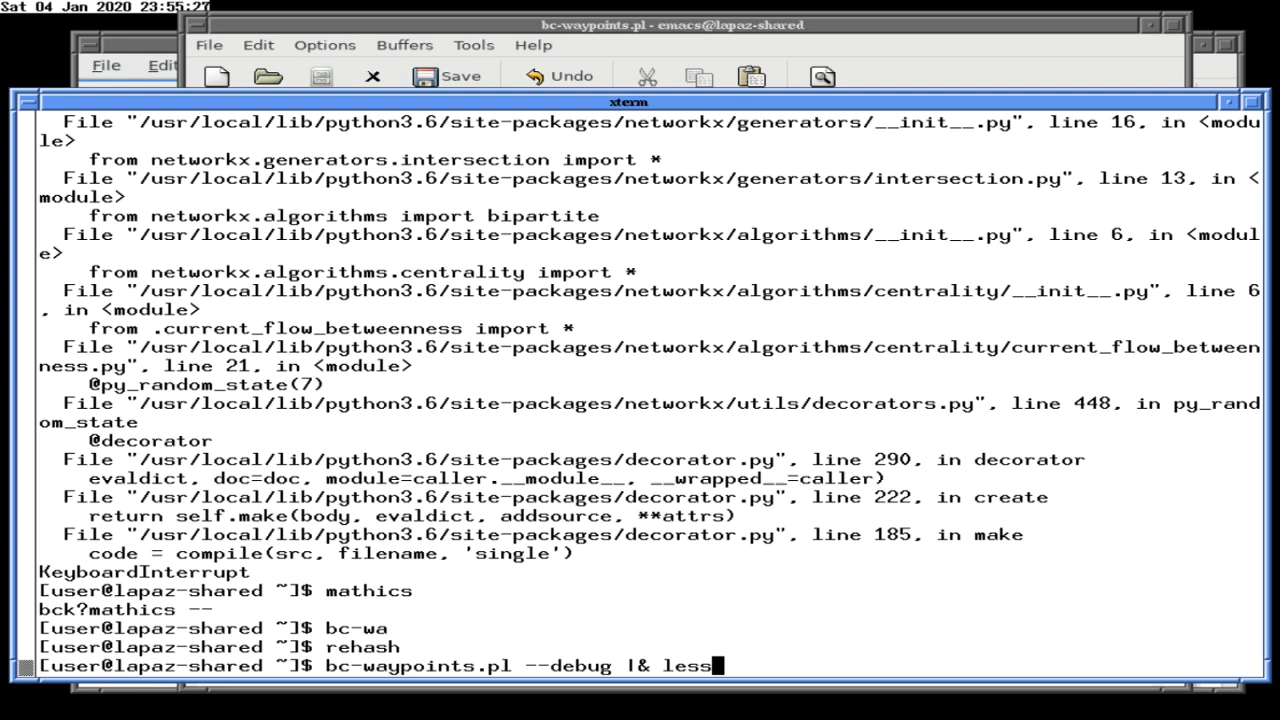 Sat 04 Jan 2020 23:55:27
bc-waypoints.pl - emacs@lapaz-shared
File Edit Options Buffers Tools Help
File Edit
Save Undo
xterm
File "/usr/local/lib/python3.6/site-packages/networkx/generators/__init__.py", line 16, in <modu
le>
from networkx.generators.intersection import *
File "/usr/local/lib/python3.6/site-packages/networkx/generators/intersection.py", line 13, in <
module>
from networkx.algorithms import bipartite
File "/usr/local/lib/python3.6/site-packages/networkx/algorithms/__init__.py", line 6, in <modul
e>
from networkx.algorithms.centrality import *
File "/usr/local/lib/python3.6/site-packages/networkx/algorithms/centrality/__init__.py", line 6
, in <module>
from .current_flow_betweenness import *
File "/usr/local/lib/python3.6/site-packages/networkx/algorithms/centrality/current_flow_between
ness.py", line 21, in <module>
@py_random_state(7)
File "/usr/local/lib/python3.6/site-packages/networkx/utils/decorators.py", line 448, in py_rand
om_state
@decorator
File "/usr/local/lib/python3.6/site-packages/decorator.py", line 290, in decorator
evaldict, doc=doc, module=caller.__module__, __wrapped__=caller)
File "/usr/local/lib/python3.6/site-packages/decorator.py", line 222, in create
return self.make(body, evaldict, addsource, **attrs)
File "/usr/local/lib/python3.6/site-packages/decorator.py", line 185, in make
code = compile(src, filename, 'single')
KeyboardInterrupt
[user@lapaz-shared ~]$ mathics
bck?mathics --
[user@lapaz-shared ~]$ bc-wa
[user@lapaz-shared ~]$ rehash
[user@lapaz-shared ~]$ bc-waypoints.pl --debug |& less